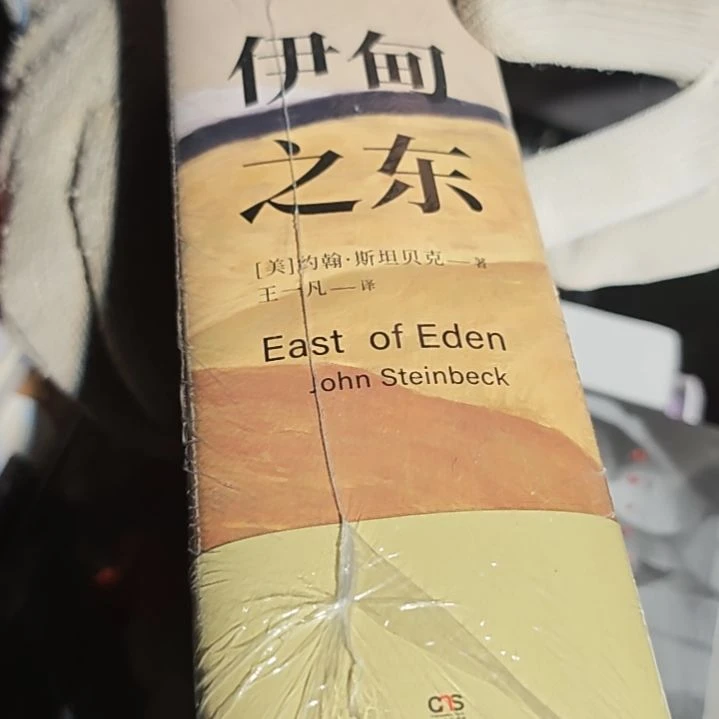 伊甸
之东
[美]约翰·斯坦贝克—著
王一凡—译
East of Eden
John Steinbeck
CNS